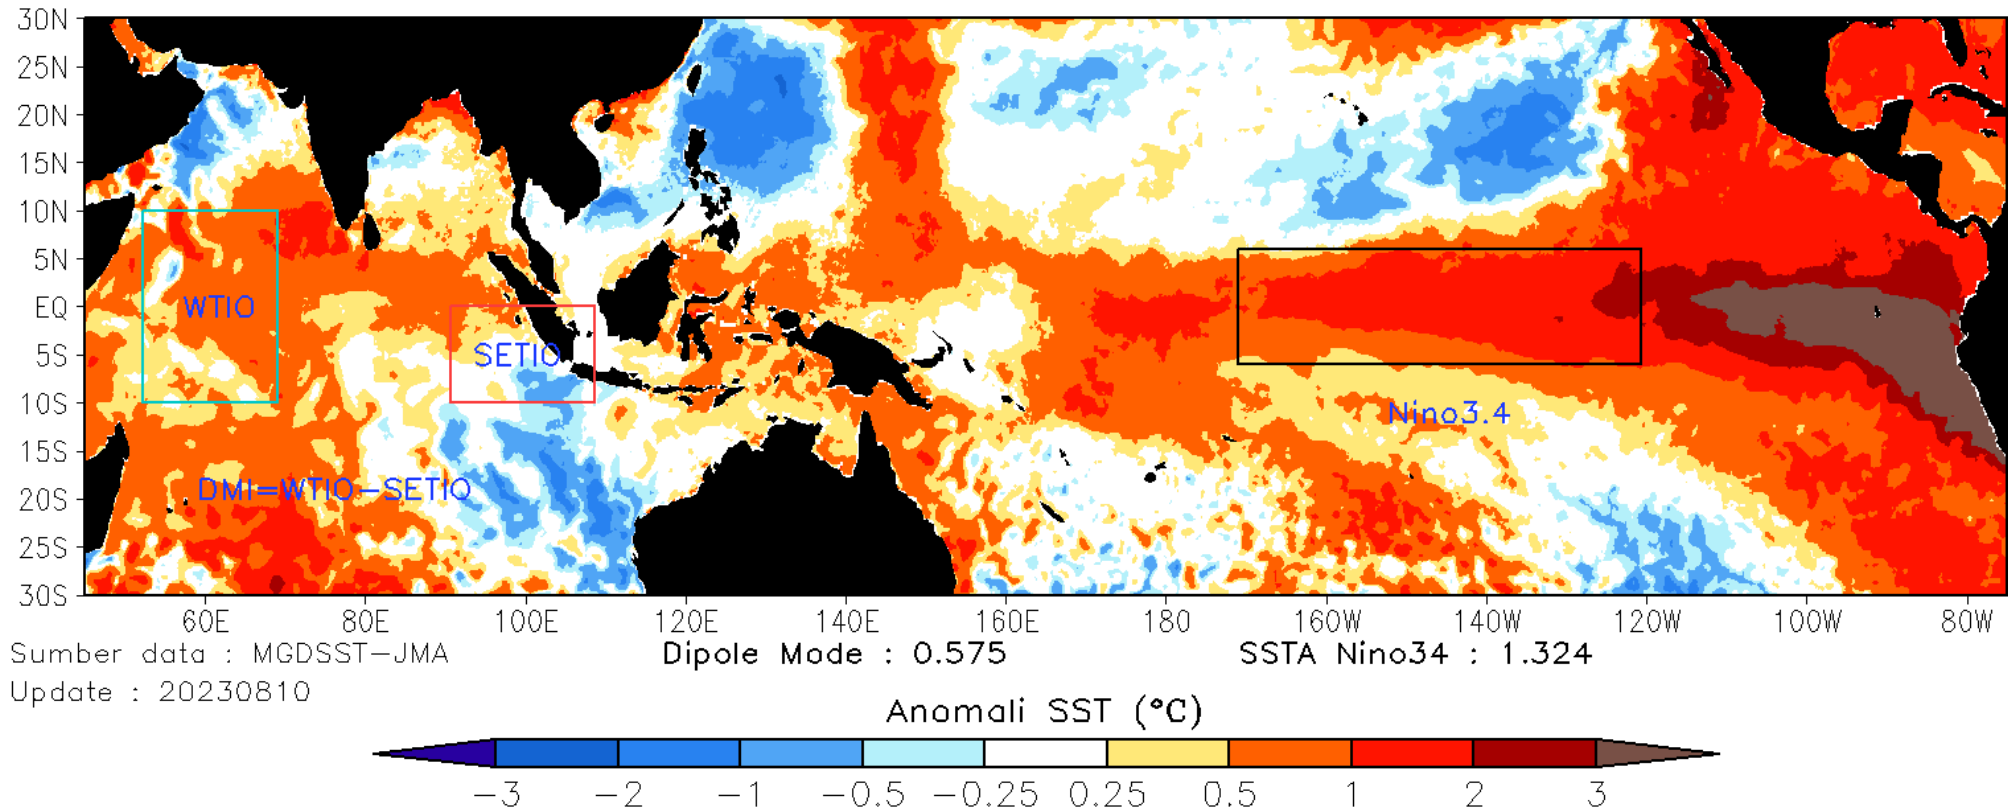 30N
25N
20N
15N
10N
5N
EQ
5S
10S
15S
20S
25S
30S
WTIO
SETIO
Nino3.4
DMI=WTIO-SETIO
60E 80E 100E 120E 140E 160E 180 160W 140W 120W 100W 80W
Sumber data : MGDSST-JMA Dipole Mode : 0.575 SSTA Nino34 : 1.324
Update : 20230810
Anomali SST (°C)
-3 -2 -1 -0.5 -0.25 0.25 0.5 1 2 3